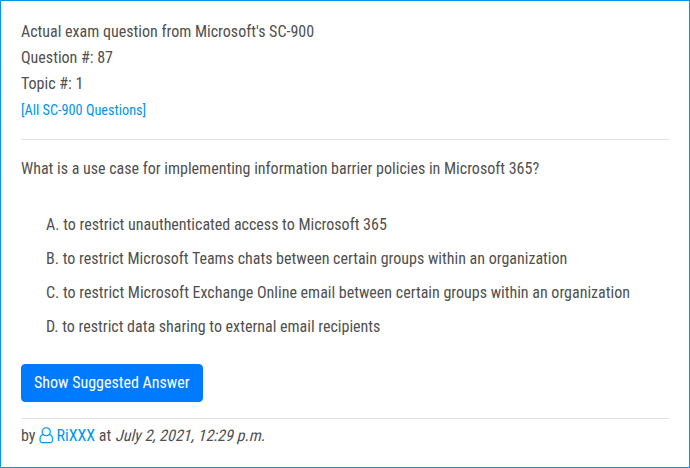 Actual exam question from Microsoft's SC-900
Question #: 87
Topic #: 1
[All SC-900 Questions]
What is a use case for implementing information barrier policies in Microsoft 365?
A. to restrict unauthenticated access to Microsoft 365
B. to restrict Microsoft Teams chats between certain groups within an organization
C. to restrict Microsoft Exchange Online email between certain groups within an organization
D. to restrict data sharing to external email recipients
Show Suggested Answer
by RiXXX at July 2, 2021, 12:29 p.m.